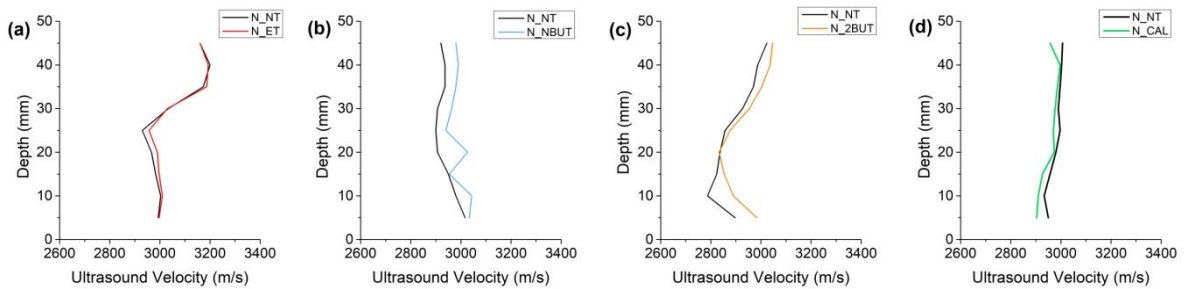 (a)
N_NT
N_ET
50
40
30
20
10
0
Depth (mm)
2600 2800 3000 3200 3400
Ultrasound Velocity (m/s)
(b)
N_NT
N_NBUT
50
40
30
20
10
0
Depth (mm)
2600 2800 3000 3200 3400
Ultrasound Velocity (m/s)
(c)
N_NT
N_2BUT
50
40
30
20
10
0
Depth (mm)
2600 2800 3000 3200 3400
Ultrasound Velocity (m/s)
(d)
N_NT
N_CAL
50
40
30
20
10
0
Depth (mm)
2600 2800 3000 3200 3400
Ultrasound Velocity (m/s)